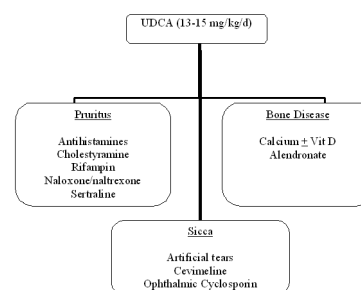 UDCA (13-15 mg/kg/d)
Pruritus
Antihistamines
Cholestyramine
Rifampin
Naloxone/naltrexone
Sertraline
Bone Disease
Calcium ± Vit D
Alendronate
Sicca
Artificial tears
Cevimeline
Ophthalmic Cyclosporin